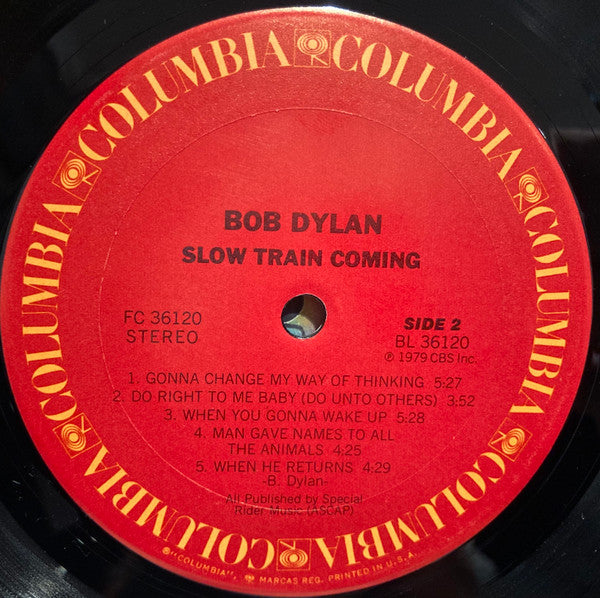 COLUMBIA COLUMBIA COLUMBIA COLUMBIA COLUMBIA COLUMBIA
BOB DYLAN
SLOW TRAIN COMING
FC 36120
STEREO
SIDE 2
BL 36120
℗ 1979 CBS Inc.
1. GONNA CHANGE MY WAY OF THINKING 5:27
2. DO RIGHT TO ME BABY (DO UNTO OTHERS) 3:52
3. WHEN YOU GONNA WAKE UP 5:28
4. MAN GAVE NAMES TO ALL
THE ANIMALS 4:25
5. WHEN HE RETURNS 4:29
-B. Dylan-
All Published by Special
Rider Music (ASCAP)
® "COLUMBIA", MARCAS REG. PRINTED IN U.S.A.